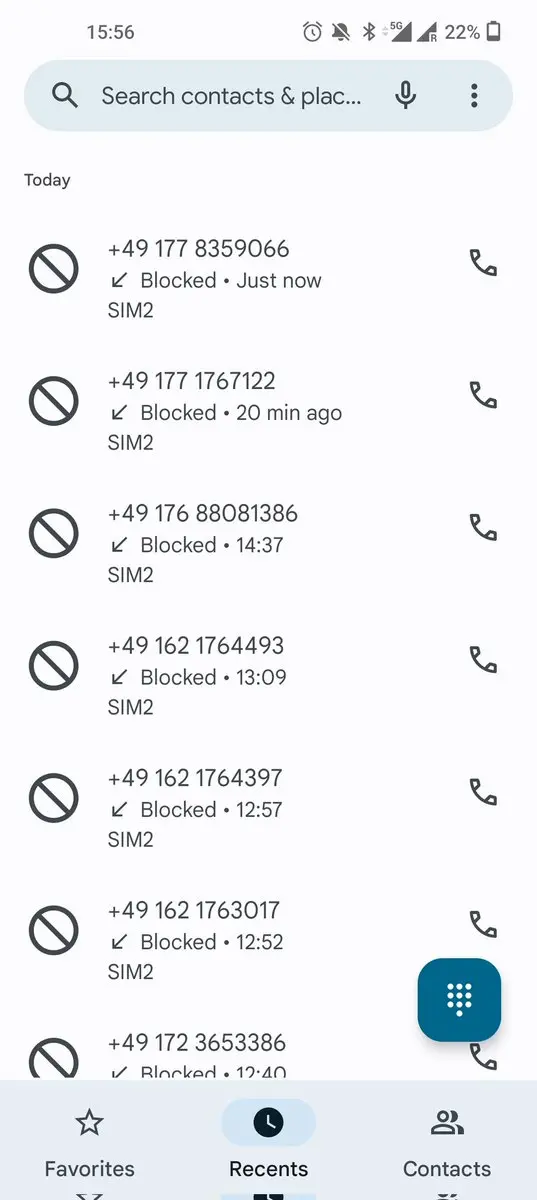 15:56
5G
R
22%
Search contacts & plac...
Today
+49 177 8359066
Blocked • Just now
SIM2
+49 177 1767122
Blocked • 20 min ago
SIM2
+49 176 88081386
Blocked • 14:37
SIM2
+49 162 1764493
Blocked • 13:09
SIM2
+49 162 1764397
Blocked • 12:57
SIM2
+49 162 1763017
Blocked • 12:52
SIM2
+49 172 3653386
Blocked • 12:40
Favorites
Recents
Contacts